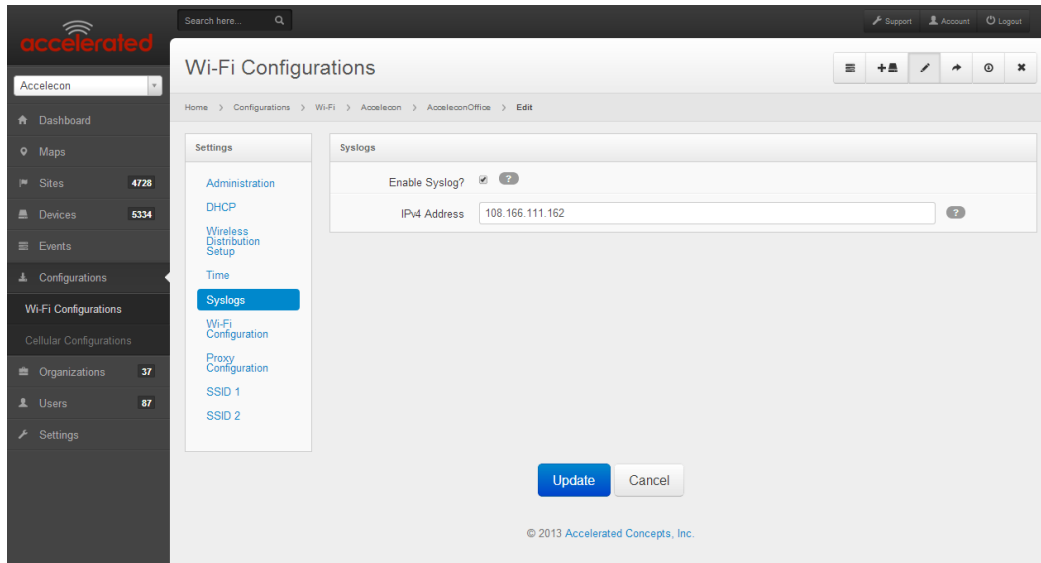 accelerated
Search here...
Support
Account
Logout
Accelecon
Dashboard
Maps
Sites 4728
Devices 5334
Events
Configurations
Wi-Fi Configurations
Cellular Configurations
Organizations 37
Users 87
Settings
Wi-Fi Configurations
Home > Configurations > Wi-Fi > Accelecon > AcceleconOffice > Edit
Settings
Administration
DHCP
Wireless
Distribution
Setup
Time
Syslogs
Wi-Fi
Configuration
Proxy
Configuration
SSID 1
SSID 2
Syslogs
Enable Syslog? ?
IPv4 Address 108.166.111.162 ?
Update
Cancel
© 2013 Accelerated Concepts, Inc.